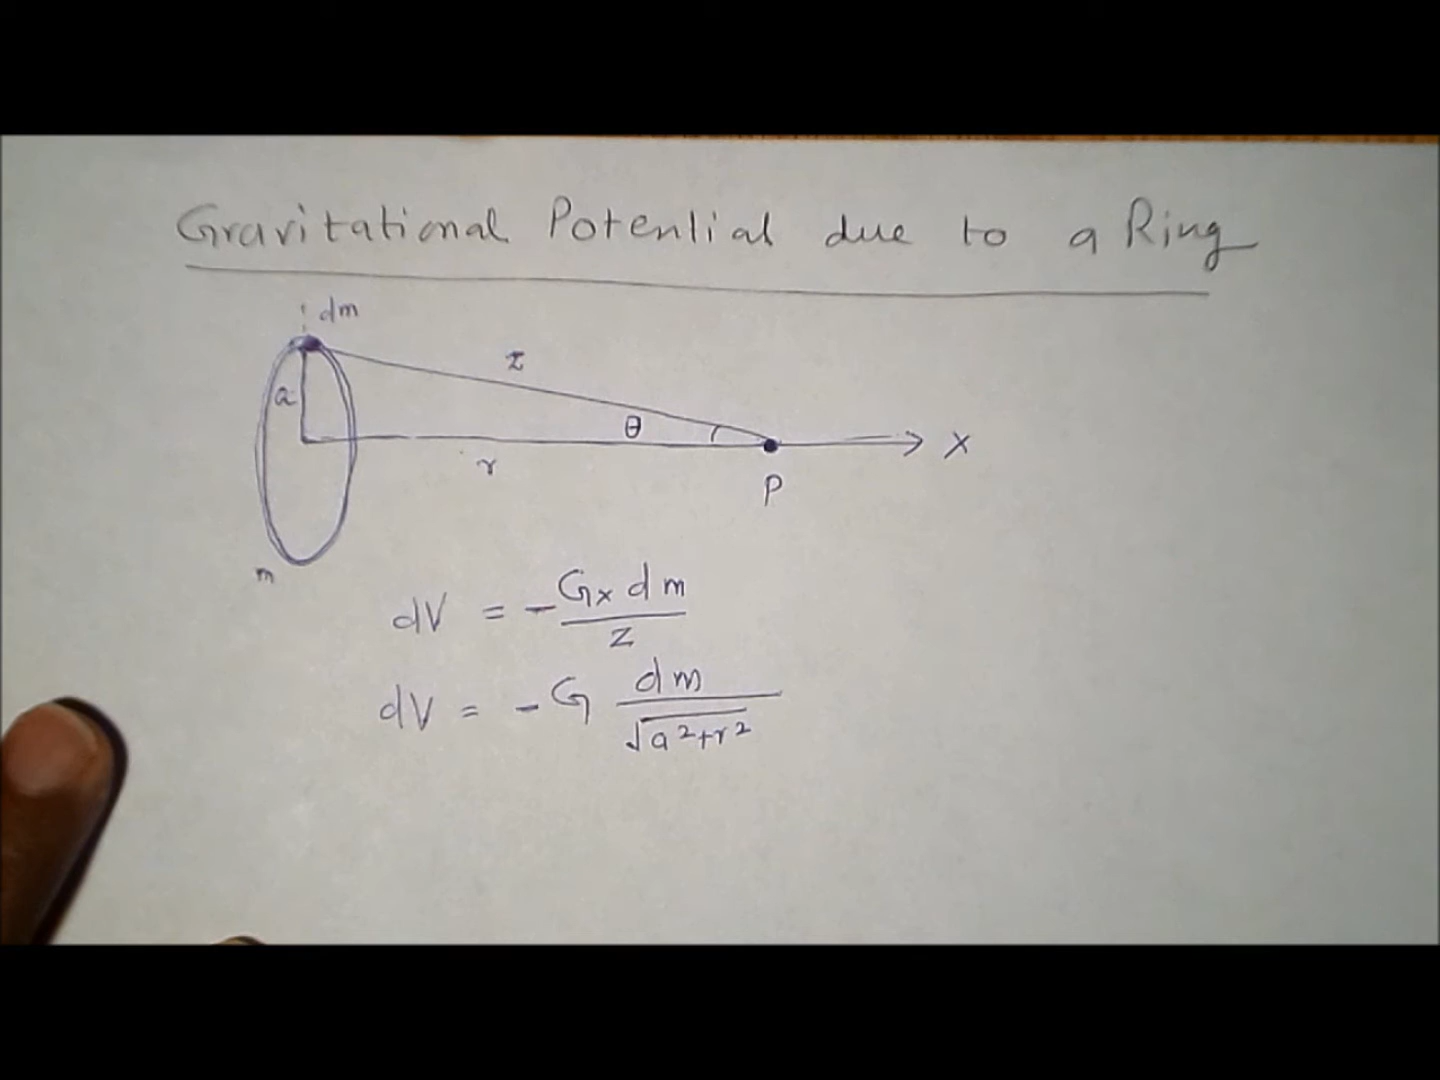 Gravitational Potential due to a Ring
dm
z
a
θ
r
X
P
m
dV = -G x dm / z
dV = -G dm / √a²+r²